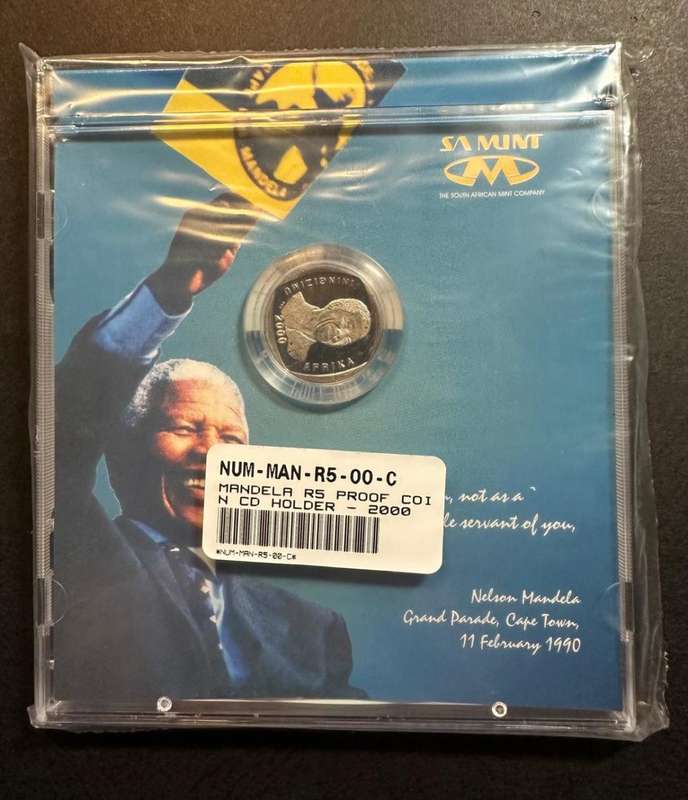 MANDELA
SA MINT
THE SOUTH AFRICAN MINT COMPANY
ININGIZIMU
2000
AFRIKA
NUM-MAN-R5-00-C
MANDELA R5 PROOF COI
N CD HOLDER - 2000
*NUM-MAN-R5-00-C*
not as a
servant of you,
Nelson Mandela
Grand Parade, Cape Town,
11 February 1990